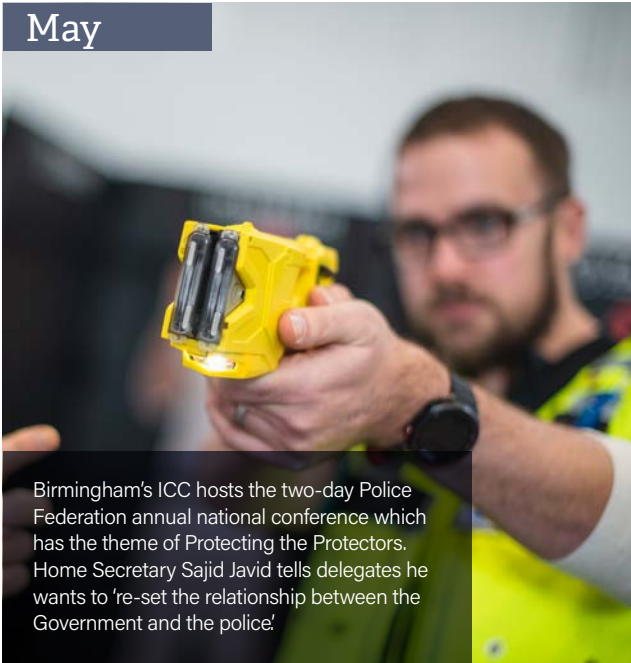 May
Birmingham’s ICC hosts the two-day Police
Federation annual national conference which
has the theme of Protecting the Protectors.
Home Secretary Sajid Javid tells delegates he
wants to ‘re-set the relationship between the
Government and the police.’